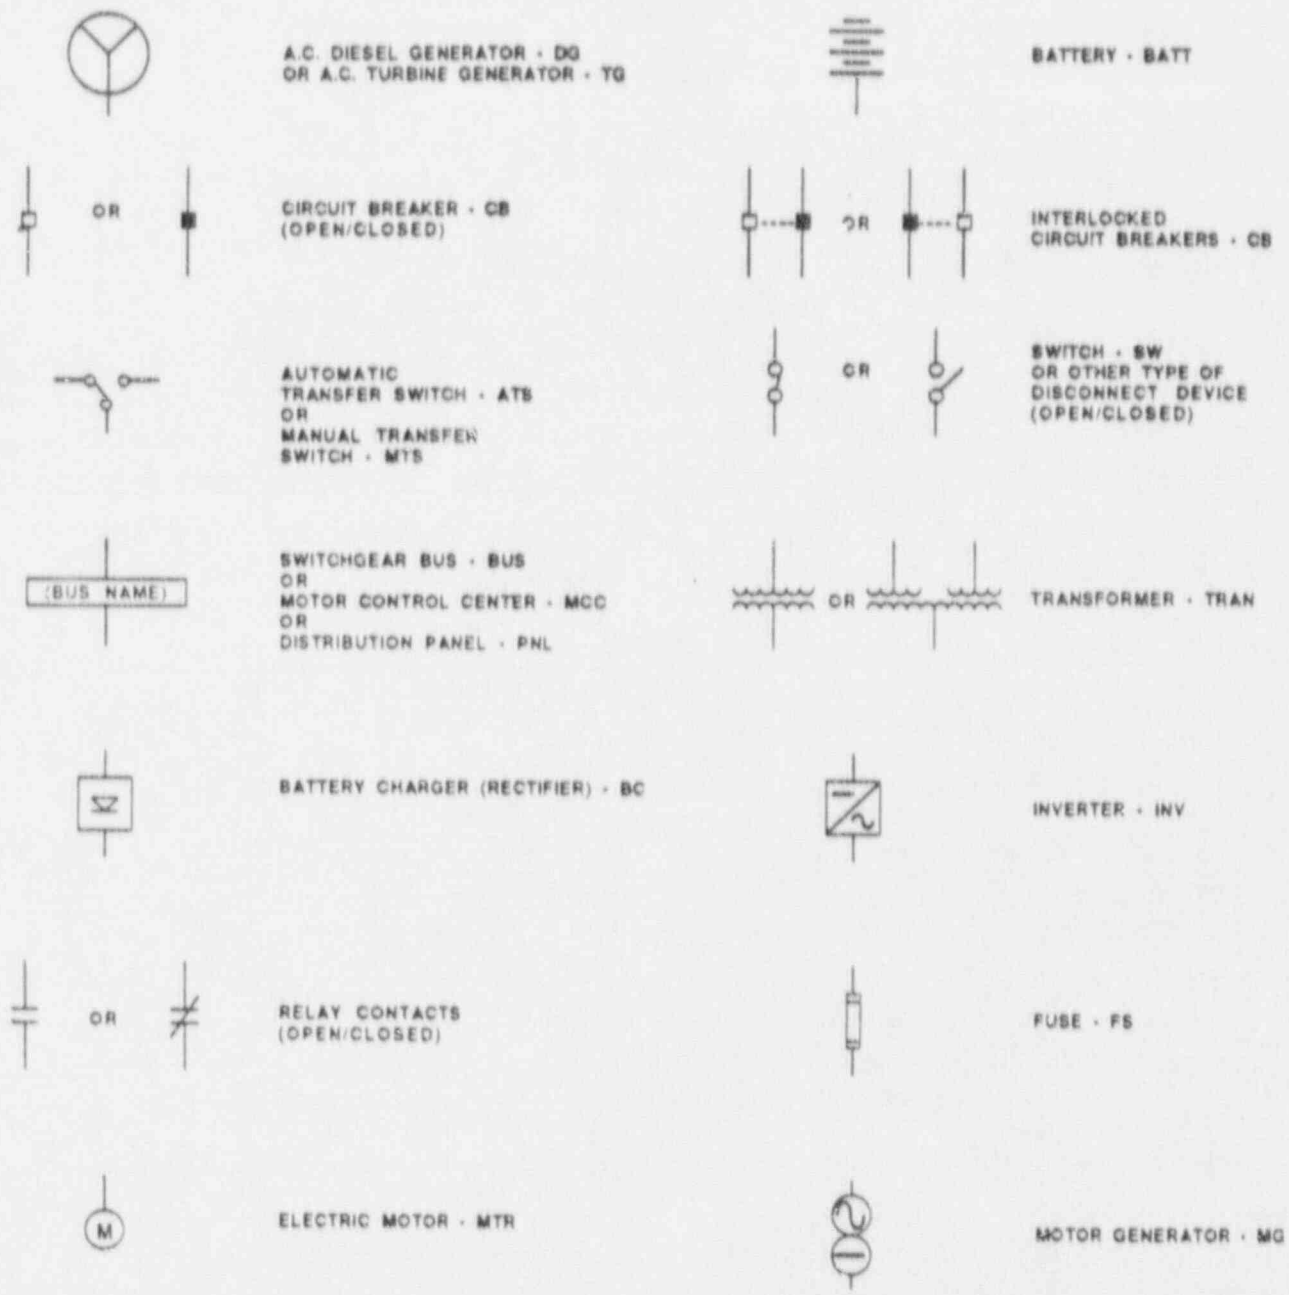 A.C. DIESEL GENERATOR - DG
OR A.C. TURBINE GENERATOR - TG
BATTERY - BATT
OR
CIRCUIT BREAKER - CB
(OPEN/CLOSED)
OR
INTERLOCKED
CIRCUIT BREAKERS - CB
AUTOMATIC
TRANSFER SWITCH - ATS
OR
MANUAL TRANSFER
SWITCH - MTS
OR
SWITCH - SW
OR OTHER TYPE OF
DISCONNECT DEVICE
(OPEN/CLOSED)
(BUS NAME)
SWITCHGEAR BUS - BUS
OR
MOTOR CONTROL CENTER - MCC
OR
DISTRIBUTION PANEL - PNL
OR
TRANSFORMER - TRAN
BATTERY CHARGER (RECTIFIER) - BC
INVERTER - INV
OR
RELAY CONTACTS
(OPEN/CLOSED)
FUSE - FS
M
ELECTRIC MOTOR - MTR
MOTOR GENERATOR - MG